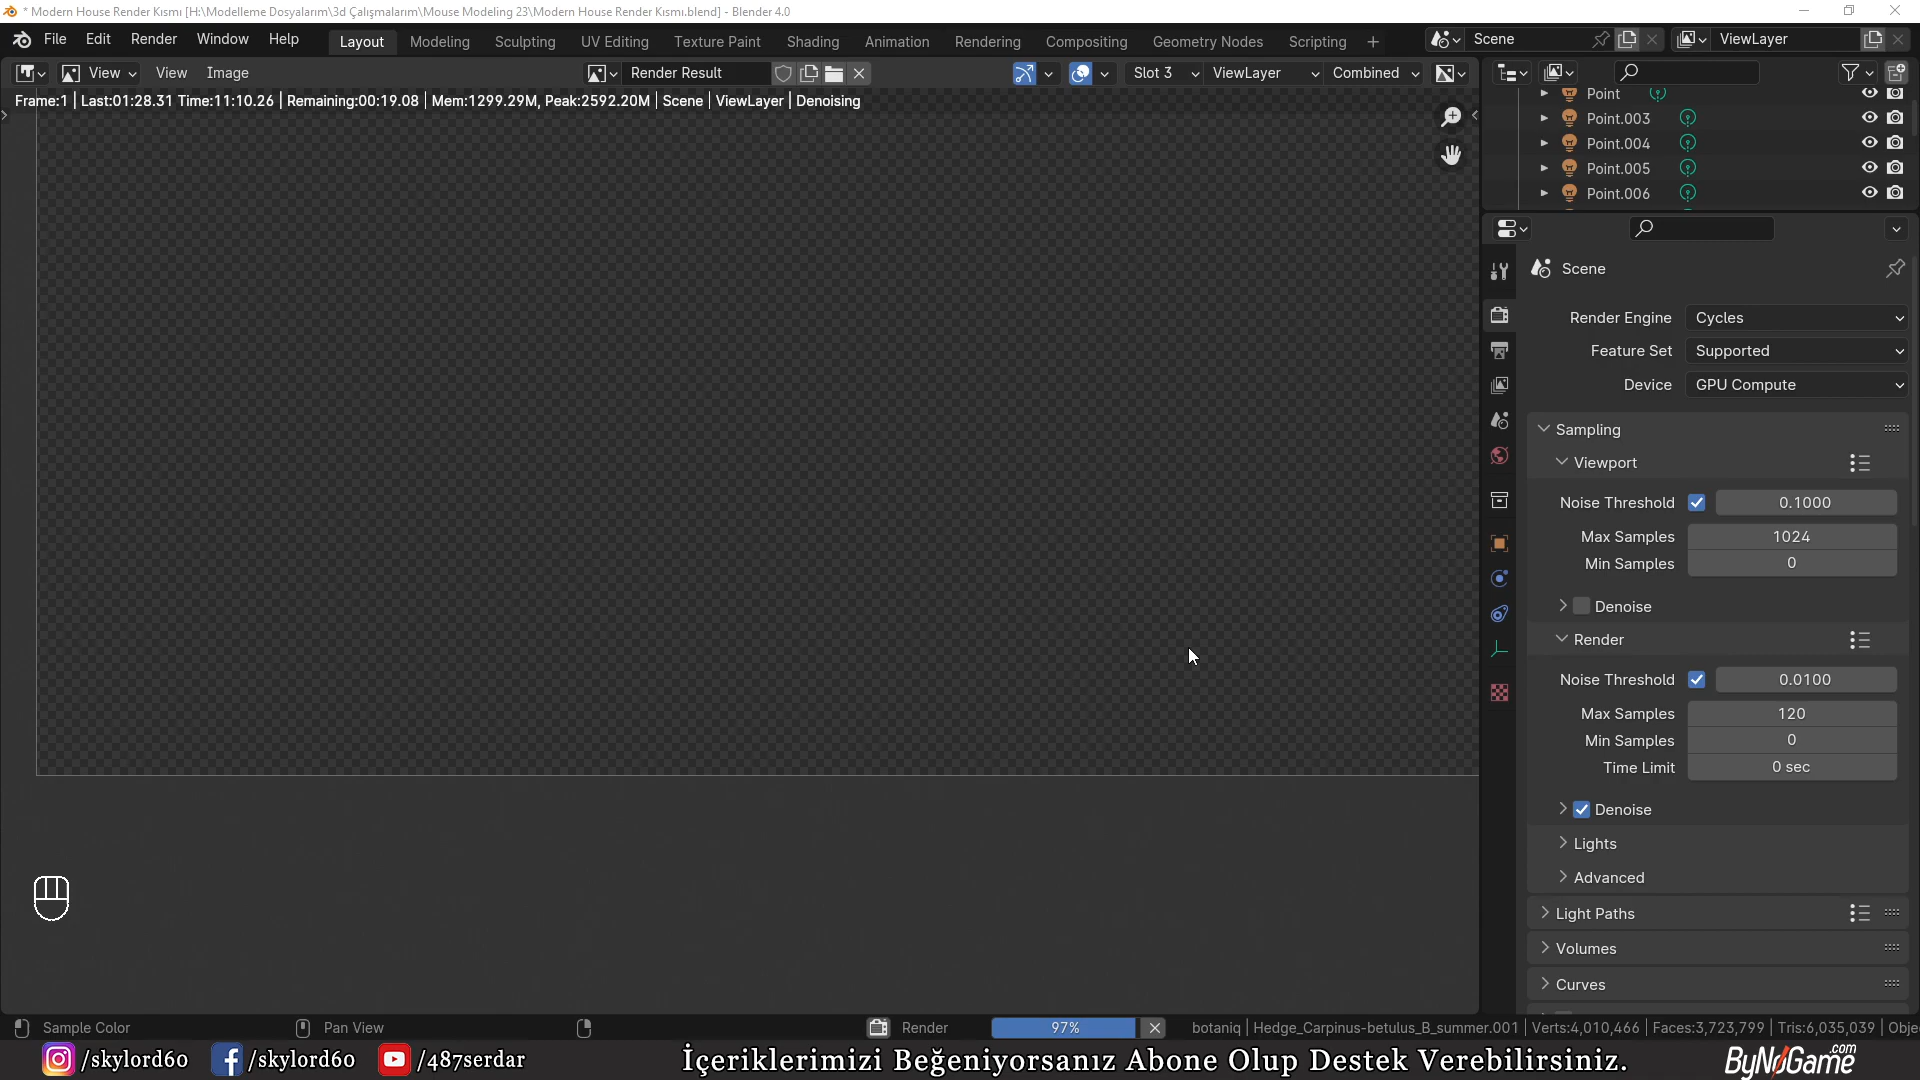 * Modern House Render Kısmı [H:\Modelleme Dosyalarım\3d Çalışmalarım\Mouse Modeling 23\Modern House Render Kısmı.blend] - Blender 4.0
File Edit Render Window Help Layout Modeling Sculpting UV Editing Texture Paint Shading Animation Rendering Compositing Geometry Nodes Scripting + Scene ViewLayer
View View Image Render Result Slot 3 ViewLayer Combined
Frame:1 | Last:01:28.31 Time:11:10.26 | Remaining:00:19.08 | Mem:1299.29M, Peak:2592.20M | Scene | ViewLayer | Denoising
Point
Point.003
Point.004
Point.005
Point.006
Scene
Render Engine Cycles
Feature Set Supported
Device GPU Compute
Sampling
Viewport
Noise Threshold 0.1000
Max Samples 1024
Min Samples 0
Denoise
Render
Noise Threshold 0.0100
Max Samples 120
Min Samples 0
Time Limit 0 sec
Denoise
Lights
Advanced
Light Paths
Volumes
Curves
Sample Color Pan View Render 97% botaniq | Hedge_Carpinus-betulus_B_summer.001 | Verts:4,010,466 | Faces:3,723,799 | Tris:6,035,039 | Obje
/skylord60 /skylord60 /487serdar İçeriklerimizi Beğeniyorsanız Abone Olup Destek Verebilirsiniz. ByNoGame.com